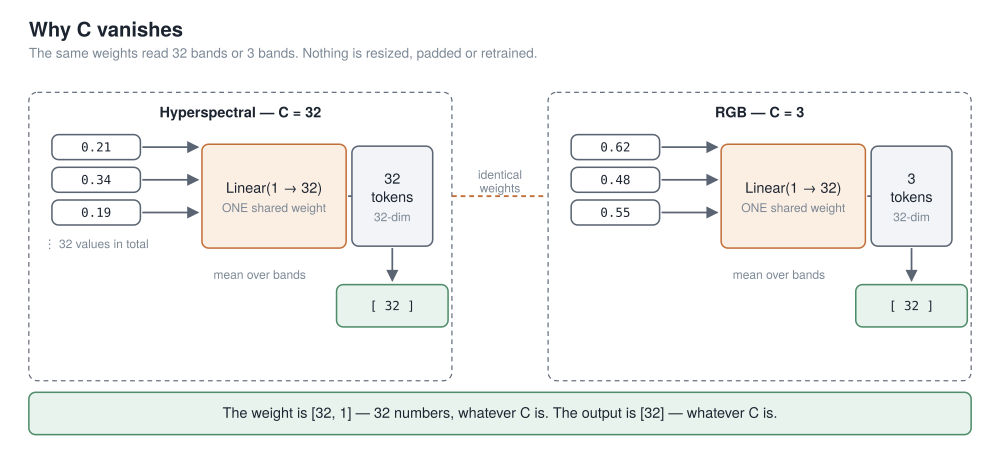 Why C vanishes
The same weights read 32 bands or 3 bands. Nothing is resized, padded or retrained.
Hyperspectral — C = 32
0.21
0.34
0.19
⋮ 32 values in total
Linear(1 → 32)
ONE shared weight
32
tokens
32-dim
mean over bands
[ 32 ]
identical
weights
RGB — C = 3
0.62
0.48
0.55
Linear(1 → 32)
ONE shared weight
3
tokens
32-dim
mean over bands
[ 32 ]
The weight is [32, 1] — 32 numbers, whatever C is. The output is [32] — whatever C is.